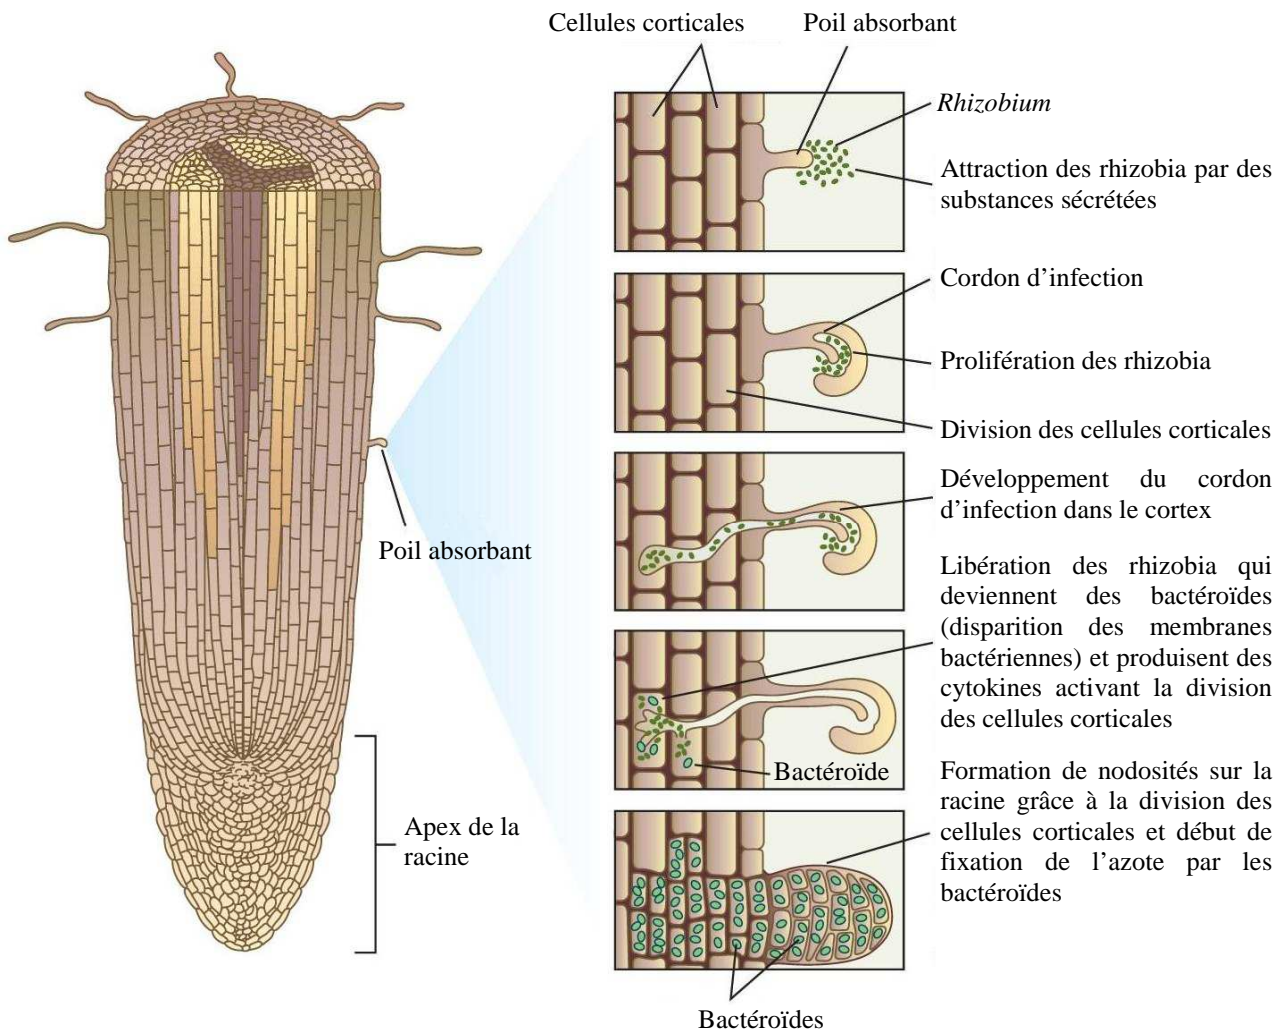 Cellules corticales
Poil absorbant
Rhizobium
Attraction des rhizobia par des
substances sécrétées
Cordon d’infection
Prolifération des rhizobia
Division des cellules corticales
Développement du cordon
d’infection dans le cortex
Poil absorbant
Libération des rhizobia qui
deviennent des bactéroïdes
(disparition des membranes
bactériennes) et produisent des
cytokines activant la division
des cellules corticales
Bactéroïde
Formation de nodosités sur la
racine grâce à la division des
cellules corticales et début de
fixation de l’azote par les
bactéroïdes
Apex de la
racine
Bactéroïdes